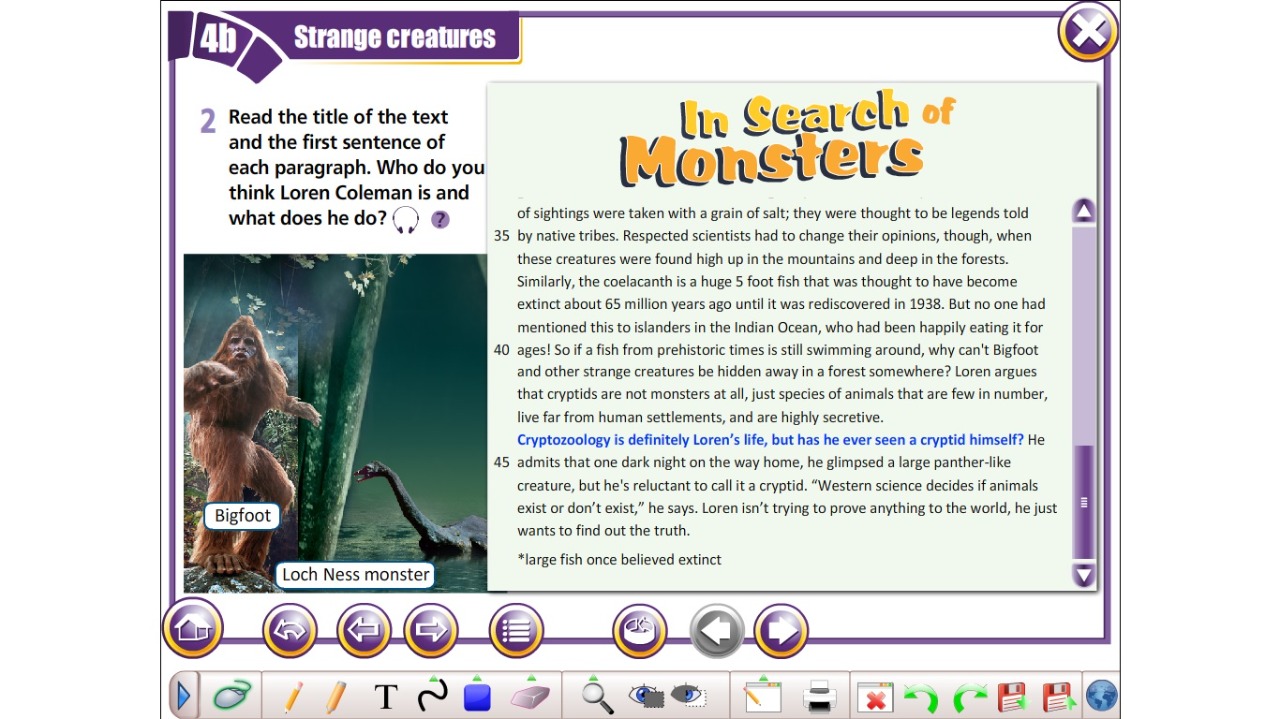 4b Strange creatures
2 Read the title of the text
and the first sentence of
each paragraph. Who do you
think Loren Coleman is and
what does he do? ?
Bigfoot
Loch Ness monster
In Search of
Monsters
of sightings were taken with a grain of salt; they were thought to be legends told
35 by native tribes. Respected scientists had to change their opinions, though, when
these creatures were found high up in the mountains and deep in the forests.
Similarly, the coelacanth is a huge 5 foot fish that was thought to have become
extinct about 65 million years ago until it was rediscovered in 1938. But no one had
mentioned this to islanders in the Indian Ocean, who had been happily eating it for
40 ages! So if a fish from prehistoric times is still swimming around, why can't Bigfoot
and other strange creatures be hidden away in a forest somewhere? Loren argues
that cryptids are not monsters at all, just species of animals that are few in number,
live far from human settlements, and are highly secretive.
Cryptozoology is definitely Loren’s life, but has he ever seen a cryptid himself? He
45 admits that one dark night on the way home, he glimpsed a large panther-like
creature, but he's reluctant to call it a cryptid. “Western science decides if animals
exist or don’t exist,” he says. Loren isn’t trying to prove anything to the world, he just
wants to find out the truth.
*large fish once believed extinct
T